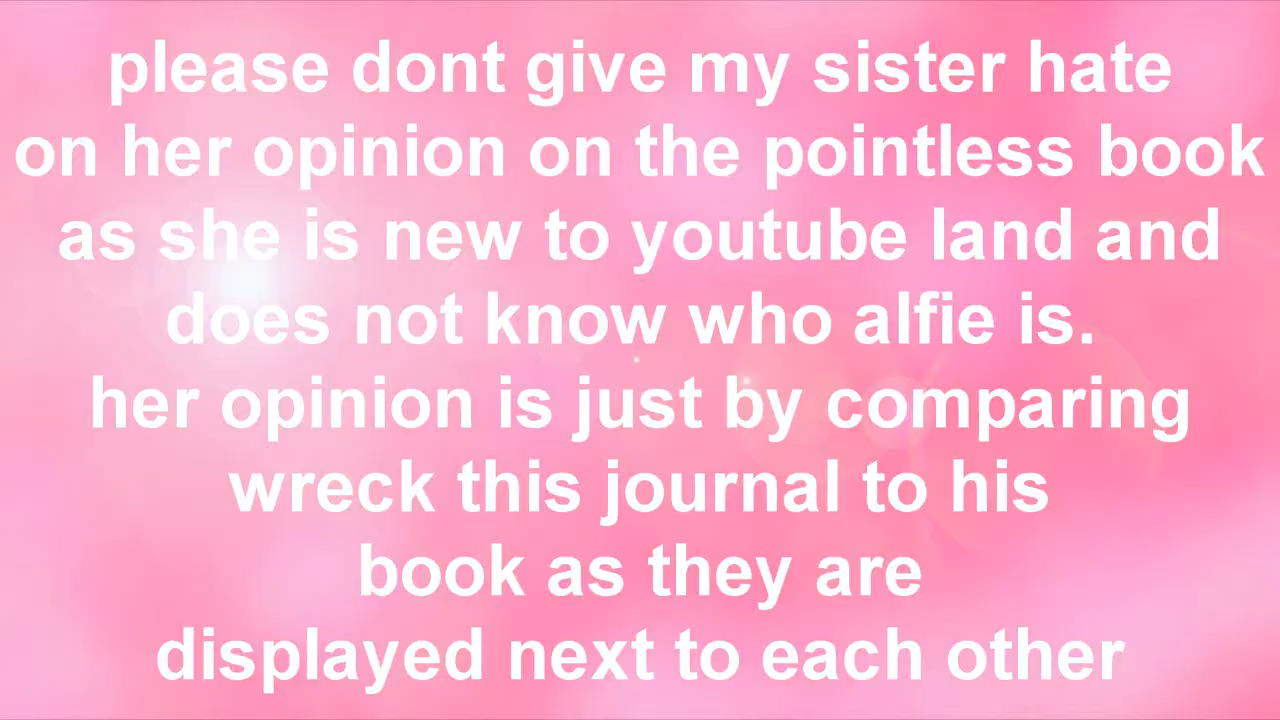 please dont give my sister hate
on her opinion on the pointless book
as she is new to youtube land and
does not know who alfie is.
her opinion is just by comparing
wreck this journal to his
book as they are
displayed next to each other